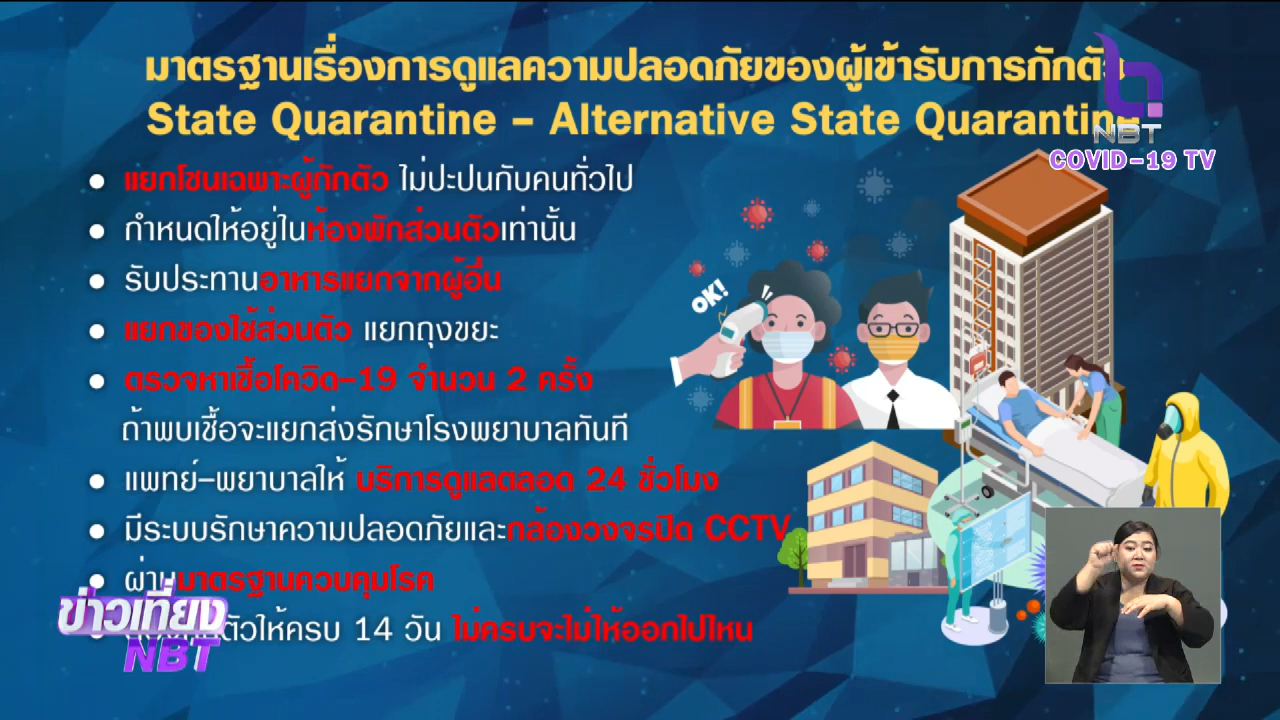 มาตรฐานเรื่องการดูแลความปลอดภัยของผู้เข้ารับการกักตัว
State Quarantine - Alternative State Quarantine
NBT
COVID-19 TV
• แยกโซนเฉพาะผู้กักตัว ไม่ปะปนกับคนทั่วไป
• กำหนดให้อยู่ในห้องพักส่วนตัวเท่านั้น
• รับประทานอาหารแยกจากผู้อื่น
• แยกของใช้ส่วนตัว แยกถุงขยะ
• ตรวจหาเชื้อโควิด-19 จำนวน 2 ครั้ง
ถ้าพบเชื้อจะแยกส่งรักษาโรงพยาบาลทันที
• แพทย์-พยาบาลให้ บริการดูแลตลอด 24 ชั่วโมง
• มีระบบรักษาความปลอดภัยและกล้องวงจรปิด CCTV
• ผ่านมาตรฐานควบคุมโรค
ตัวให้ครบ 14 วัน ไม่ครบจะไม่ให้ออกไปไหน
OK!
ข่าวเที่ยง
NBT